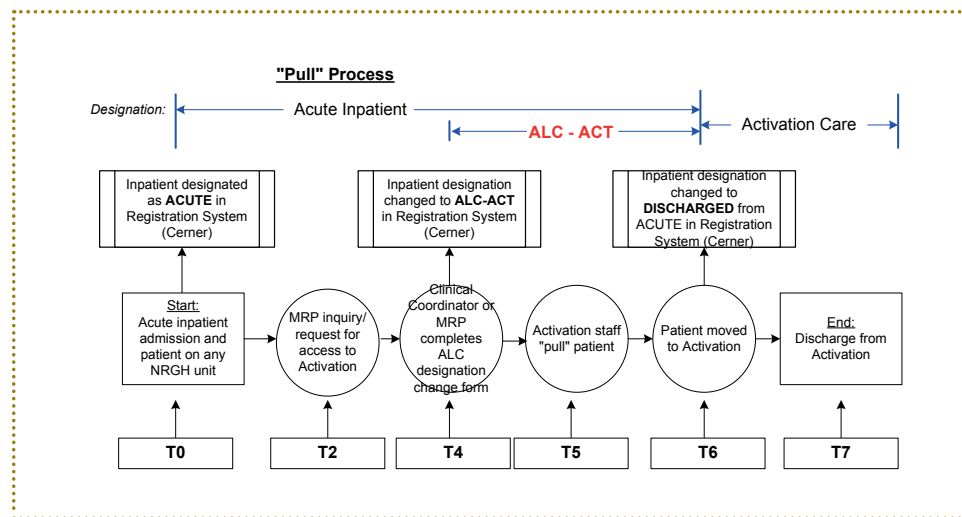 "Pull" Process
Designation:
Acute Inpatient
ALC - ACT
Activation Care
Inpatient designated
as ACUTE in
Registration System
(Cerner)
Inpatient designation
changed to ALC-ACT
in Registration System
(Cerner)
Inpatient designation
changed to
DISCHARGED from
ACUTE in Registration
System (Cerner)
Start:
Acute inpatient
admission and
patient on any
NRGH unit
MRP inquiry/
request for
access to
Activation
Clinical
Coordinator or
MRP
completes
ALC
designation
change form
Activation staff
"pull" patient
Patient moved
to Activation
End:
Discharge from
Activation
T0
T2
T4
T5
T6
T7